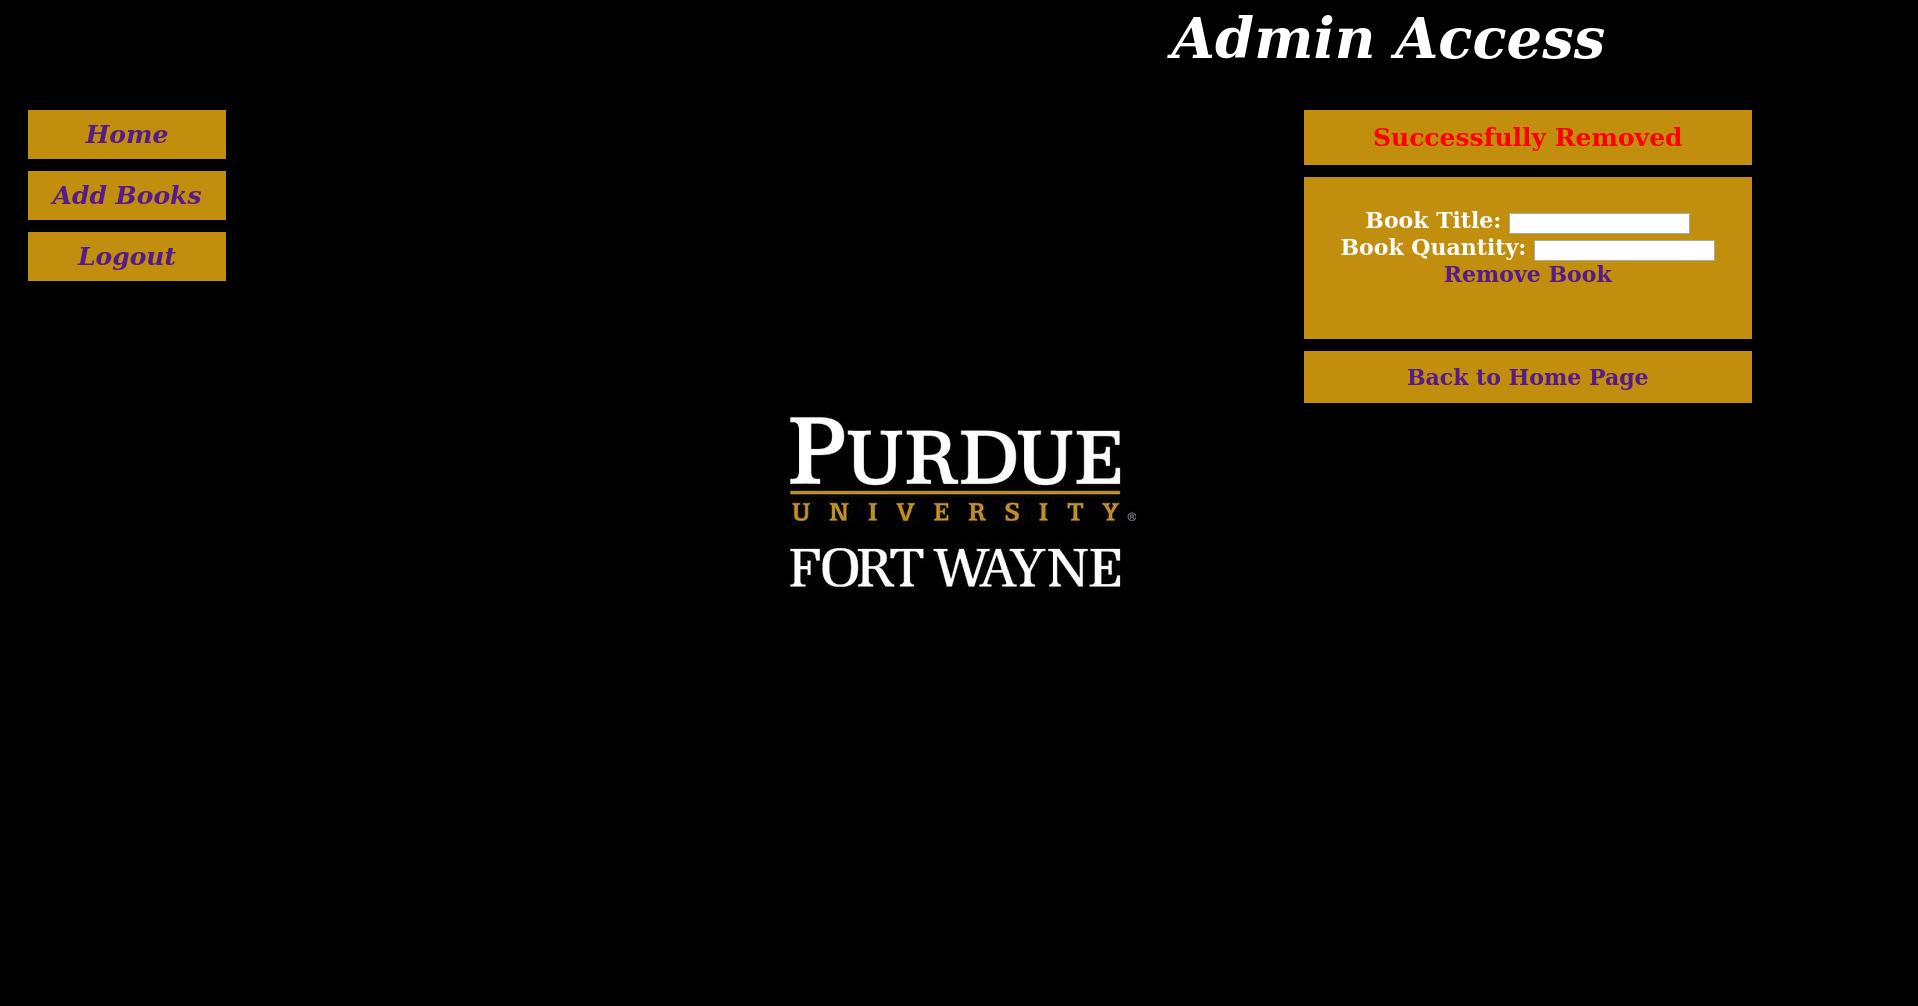 Admin Access
Home
Add Books
Logout
Successfully Removed
Book Title:
Book Quantity:
Remove Book
Back to Home Page
PURDUE
UNIVERSITY®
FORT WAYNE